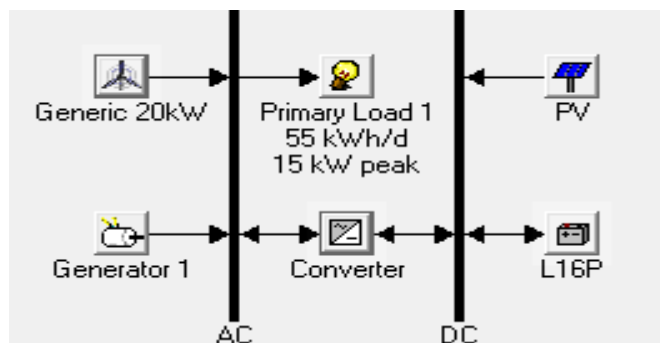 Generic 20kW
Primary Load 1
55 kWh/d
15 kW peak
PV
Generator 1
Converter
L16P
AC
DC